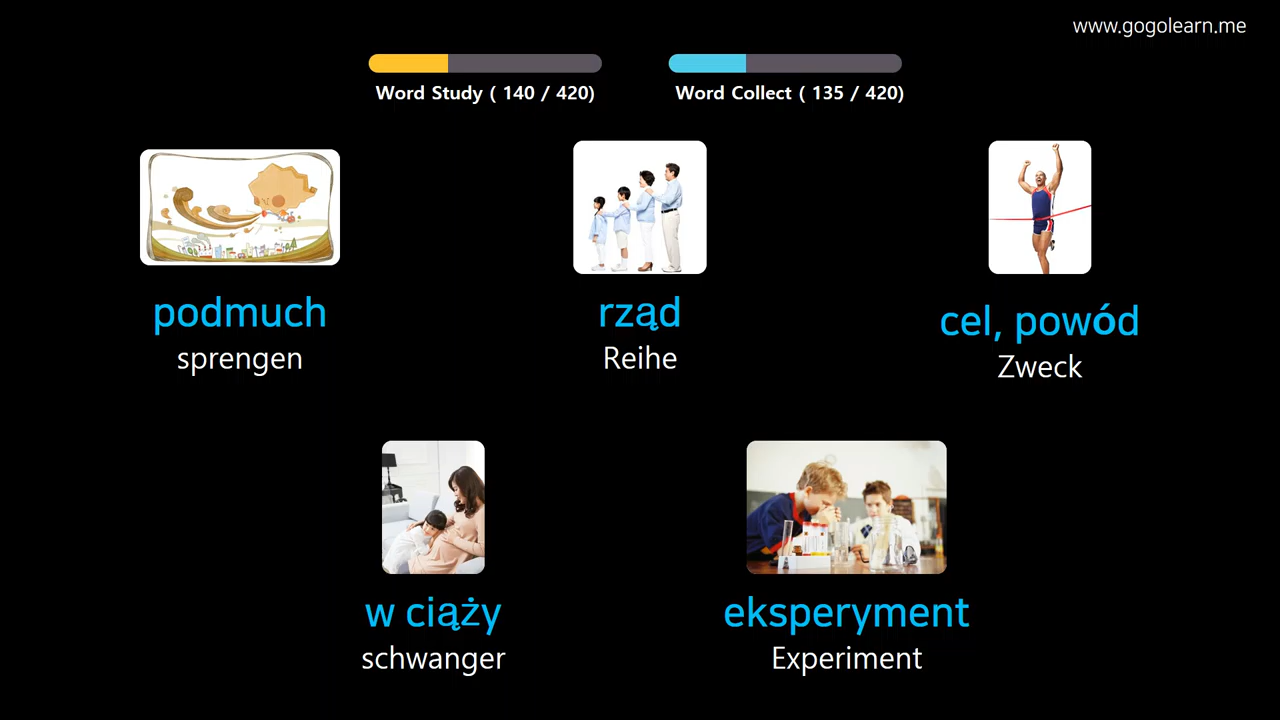 www.gogolearn.me
Word Study ( 140 / 420)
Word Collect ( 135 / 420)
podmuch
sprengen
rząd
Reihe
cel, powód
Zweck
w ciąży
schwanger
eksperyment
Experiment